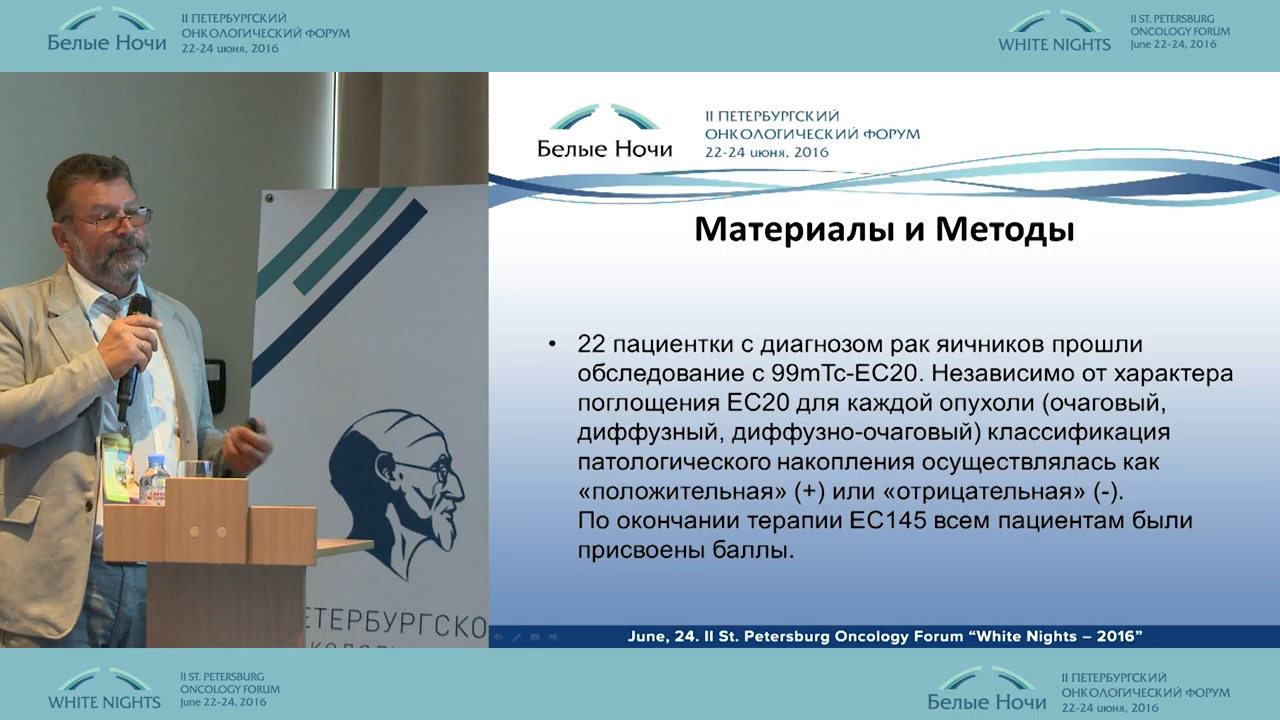 Белые Ночи
II ПЕТЕРБУРГСКИЙ
ОНКОЛОГИЧЕСКИЙ ФОРУМ
22-24 июня, 2016
WHITE NIGHTS
II ST. PETERSBURG
ONCOLOGY FORUM
June 22-24, 2016
Белые Ночи
II ПЕТЕРБУРГСКИЙ
ОНКОЛОГИЧЕСКИЙ ФОРУМ
22-24 июня, 2016
Материалы и Методы
• 22 пациентки с диагнозом рак яичников прошли
обследование с 99mTc-EC20. Независимо от характера
поглощения EC20 для каждой опухоли (очаговый,
диффузный, диффузно-очаговый) классификация
патологического накопления осуществлялась как
«положительная» (+) или «отрицательная» (-).
По окончании терапии EC145 всем пациентам были
присвоены баллы.
ЕТЕРБУРГСКО
June, 24. II St. Petersburg Oncology Forum “White Nights – 2016”
WHITE NIGHTS
II ST. PETERSBURG
ONCOLOGY FORUM
June 22-24, 2016
Белые Ночи
II ПЕТЕРБУРГСКИЙ
ОНКОЛОГИЧЕСКИЙ ФОРУМ
22-24 июня, 2016